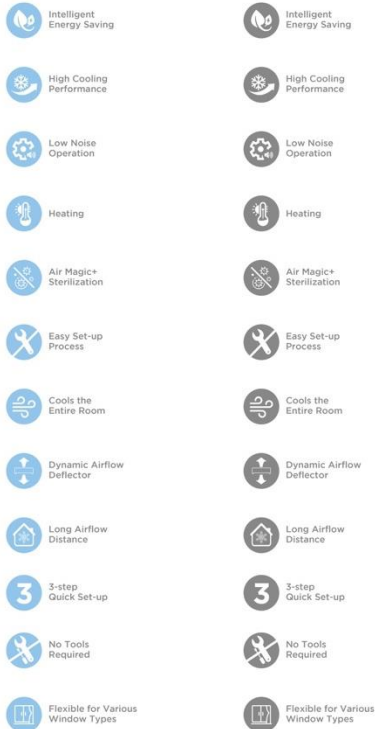 Intelligent
Energy Saving
High Cooling
Performance
Low Noise
Operation
Heating
Air Magic+
Sterilization
Easy Set-up
Process
Cools the
Entire Room
Dynamic Airflow
Deflector
Long Airflow
Distance
3
3-step
Quick Set-up
No Tools
Required
Flexible for Various
Window Types
Intelligent
Energy Saving
High Cooling
Performance
Low Noise
Operation
Heating
Air Magic+
Sterilization
Easy Set-up
Process
Cools the
Entire Room
Dynamic Airflow
Deflector
Long Airflow
Distance
3
3-step
Quick Set-up
No Tools
Required
Flexible for Various
Window Types